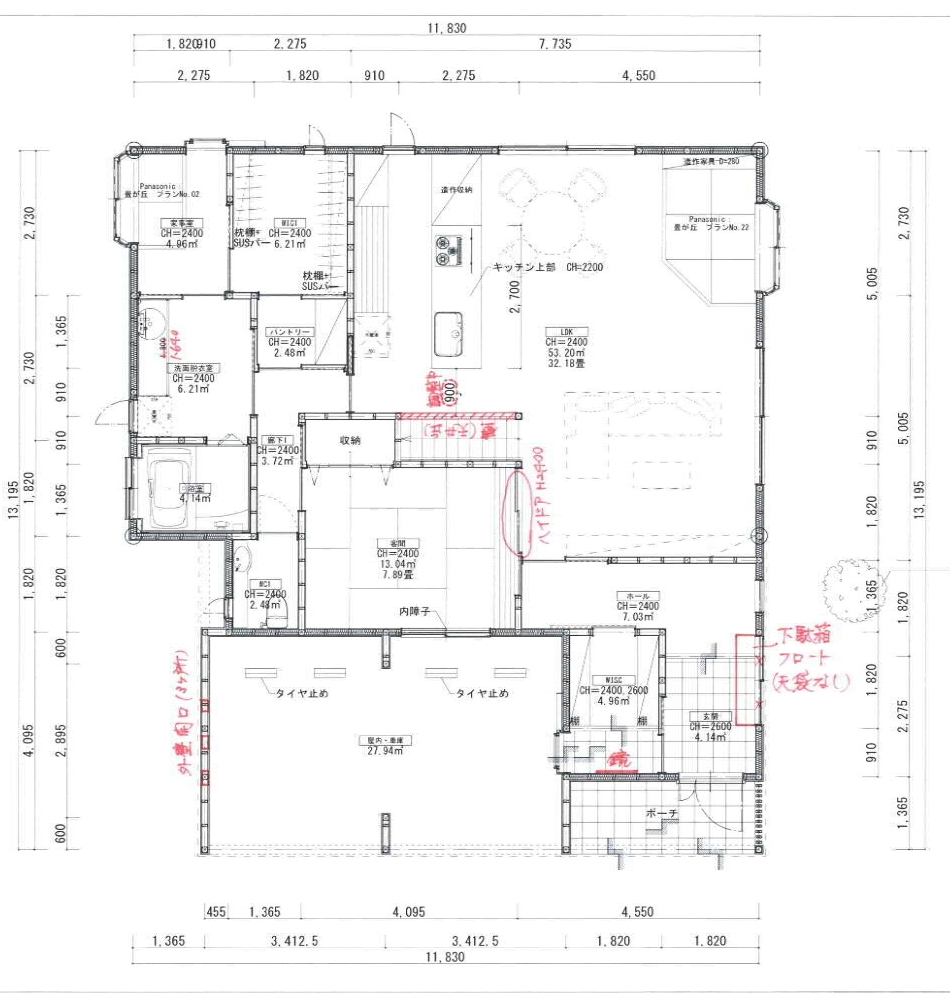 11,830
1,820 910 2,275 7,735
2,275 1,820 910 2,275 4,550
造作家具-D=280
Panasonic:
畳が丘 プランNo.02
家事室
CH=2400
4.96㎡
枕棚+
SUSバー
WIC1
CH=2400
6.21㎡
枕棚+
SUSバー
造作収納
キッチン上部 CH=2200
2,700
Panasonic:
畳が丘 プランNo.22
LDK
CH=2400
53.20㎡
32.18畳
パントリー
CH=2400
2.48㎡
1,640
洗面脱衣室
CH=2400
6.21㎡
(900)
(天井迄)
収納
廊下1
CH=2400
3.72㎡
浴室
4.14㎡
ハイドア H2400
客間
CH=2400
13.04㎡
7.89畳
内障子
WC1
CH=2400
2.48㎡
ホール
CH=2400
7.03㎡
下駄箱
フロート
(天袋なし)
タイヤ止め
タイヤ止め
WISC
CH=2400,2600
4.96㎡
棚
棚
鏡
玄関
CH=2600
4.14㎡
外壁開口(3ヶ所)
屋内・車庫
27.94㎡
ポーチ
13,195
2,730
2,730
1,820
1,820
4,095
1,365
910
910
1,365
1,820
600
2,895
600
5,005
910
1,820
1,365
1,820
910
2,730
5,005
1,820
2,275
1,365
13,195
455 1,365 4,095 4,550
1,365 3,412.5 3,412.5 1,820 1,820
11,830